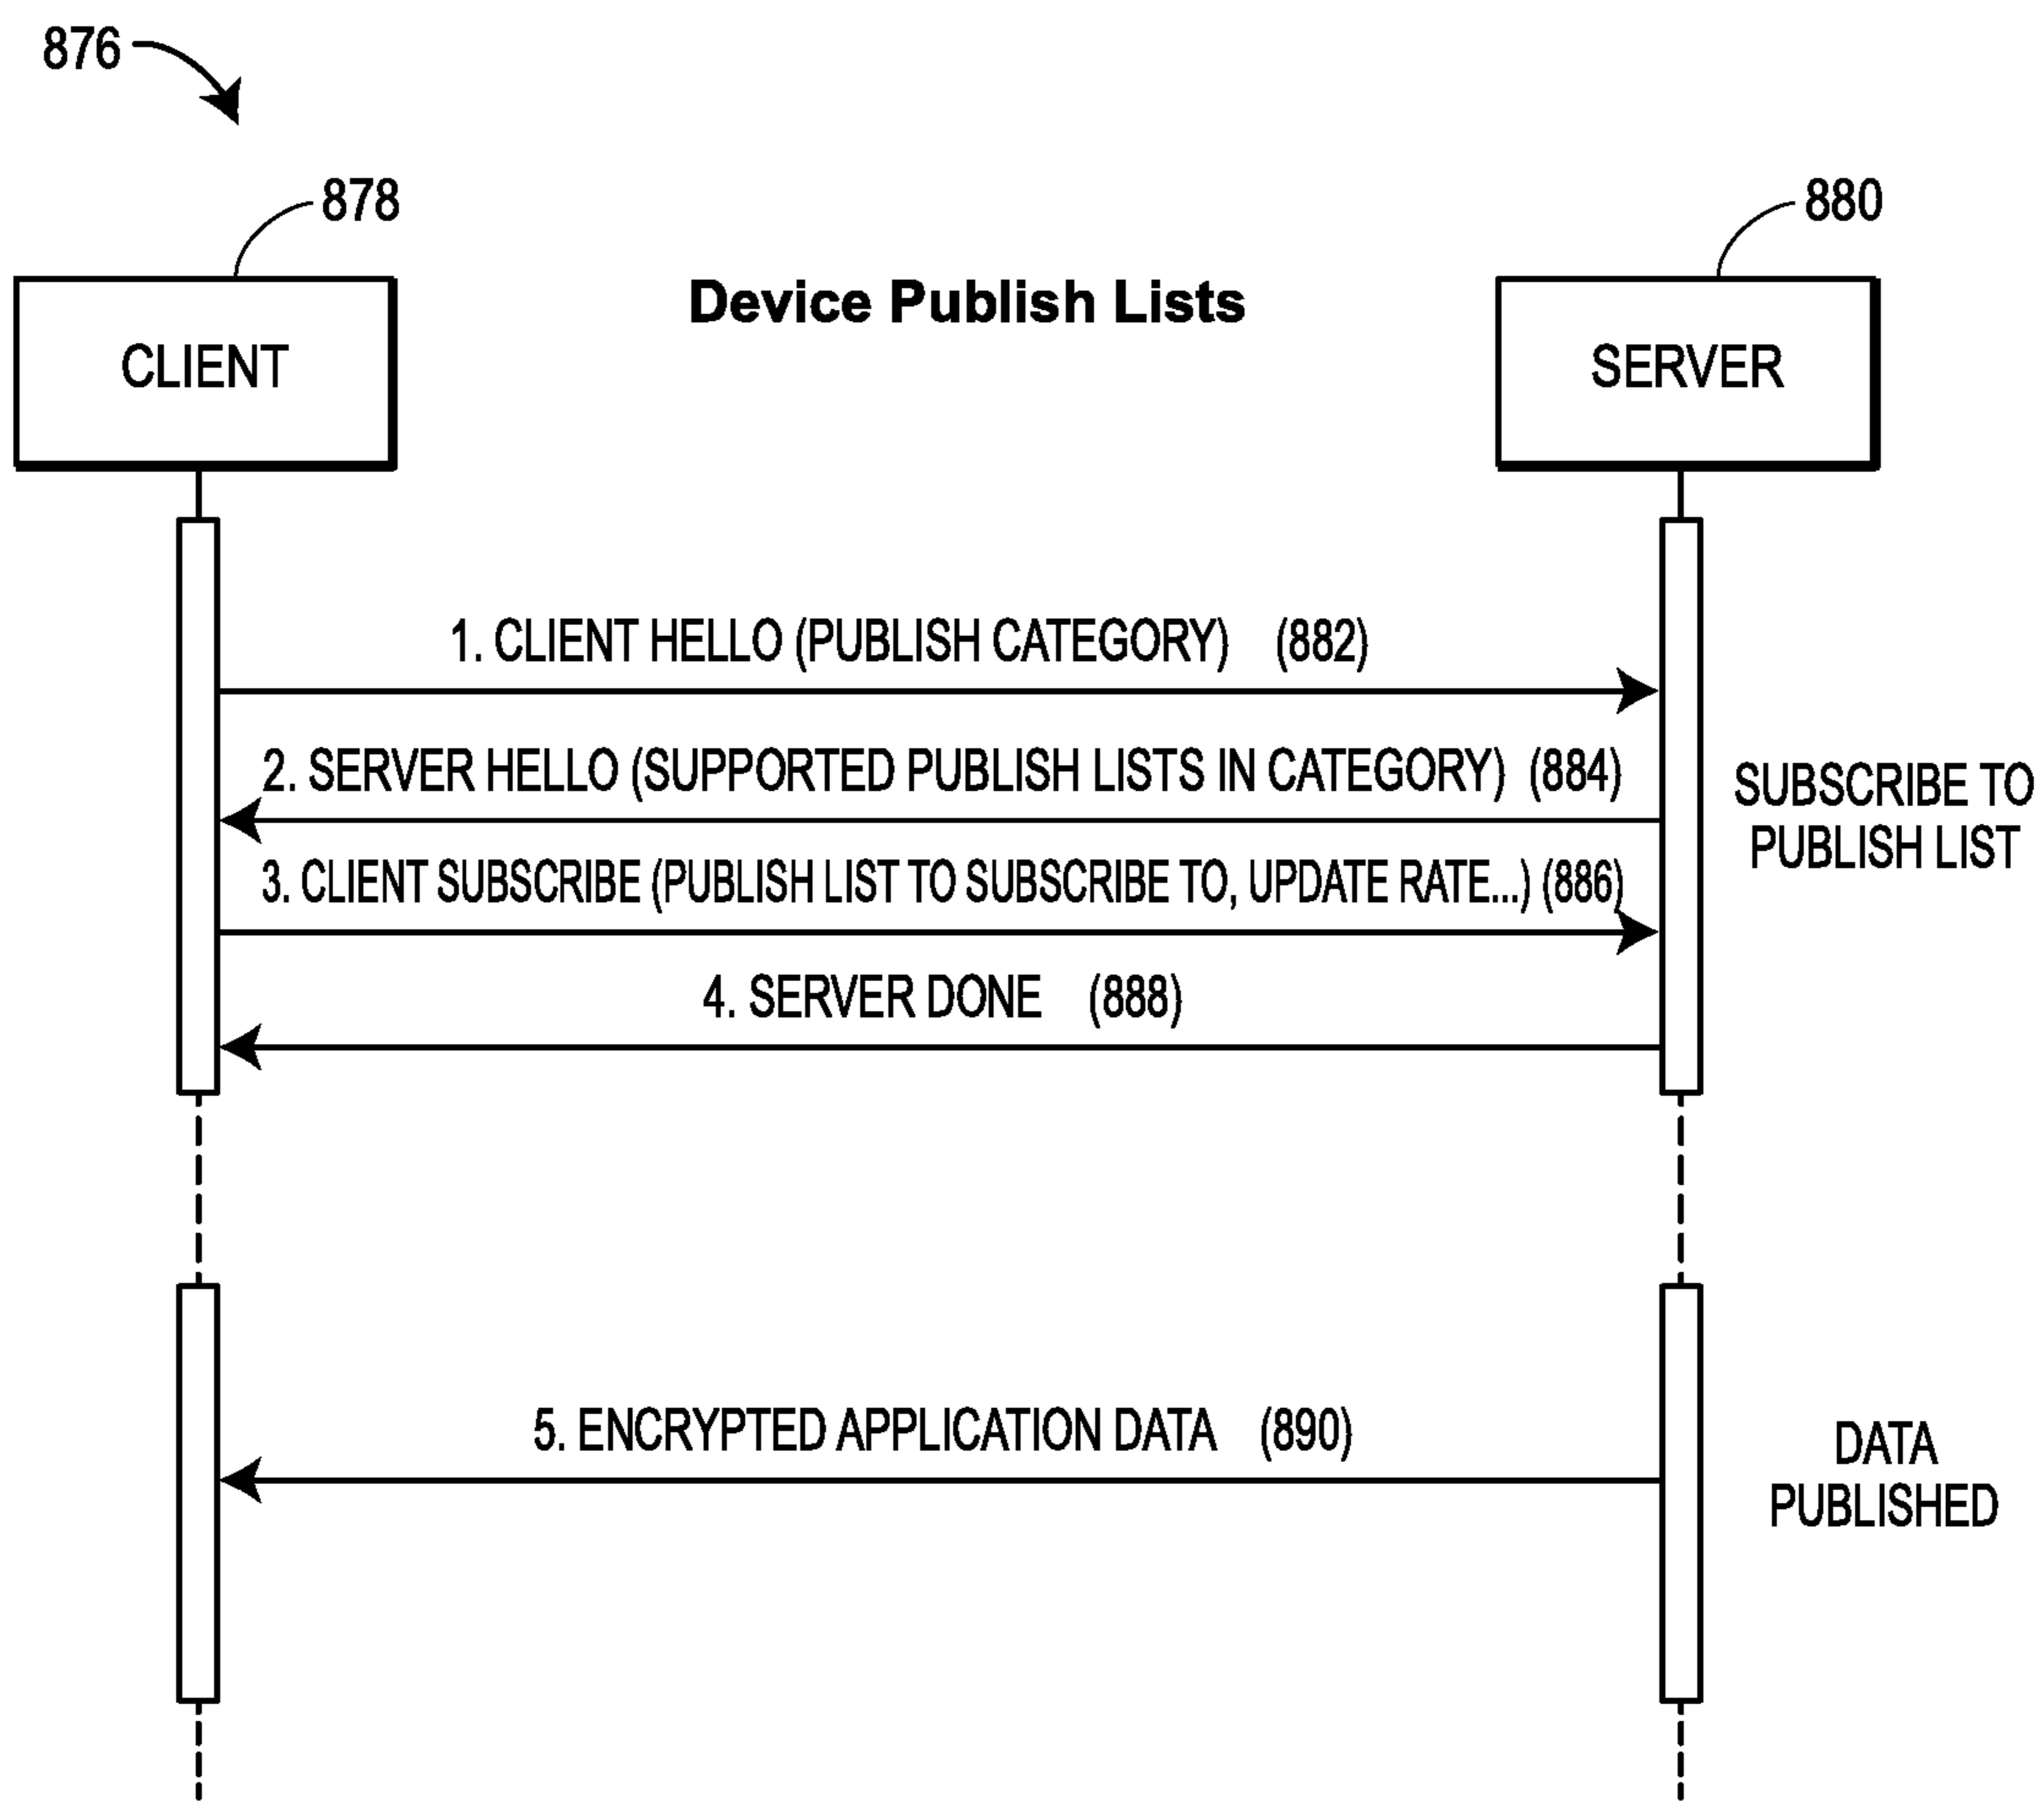 876
878
880
Device Publish Lists
CLIENT
SERVER
1. CLIENT HELLO (PUBLISH CATEGORY) (882)
2. SERVER HELLO (SUPPORTED PUBLISH LISTS IN CATEGORY) (884)
SUBSCRIBE TO
PUBLISH LIST
3. CLIENT SUBSCRIBE (PUBLISH LIST TO SUBSCRIBE TO, UPDATE RATE...) (886)
4. SERVER DONE (888)
5. ENCRYPTED APPLICATION DATA (890)
DATA
PUBLISHED